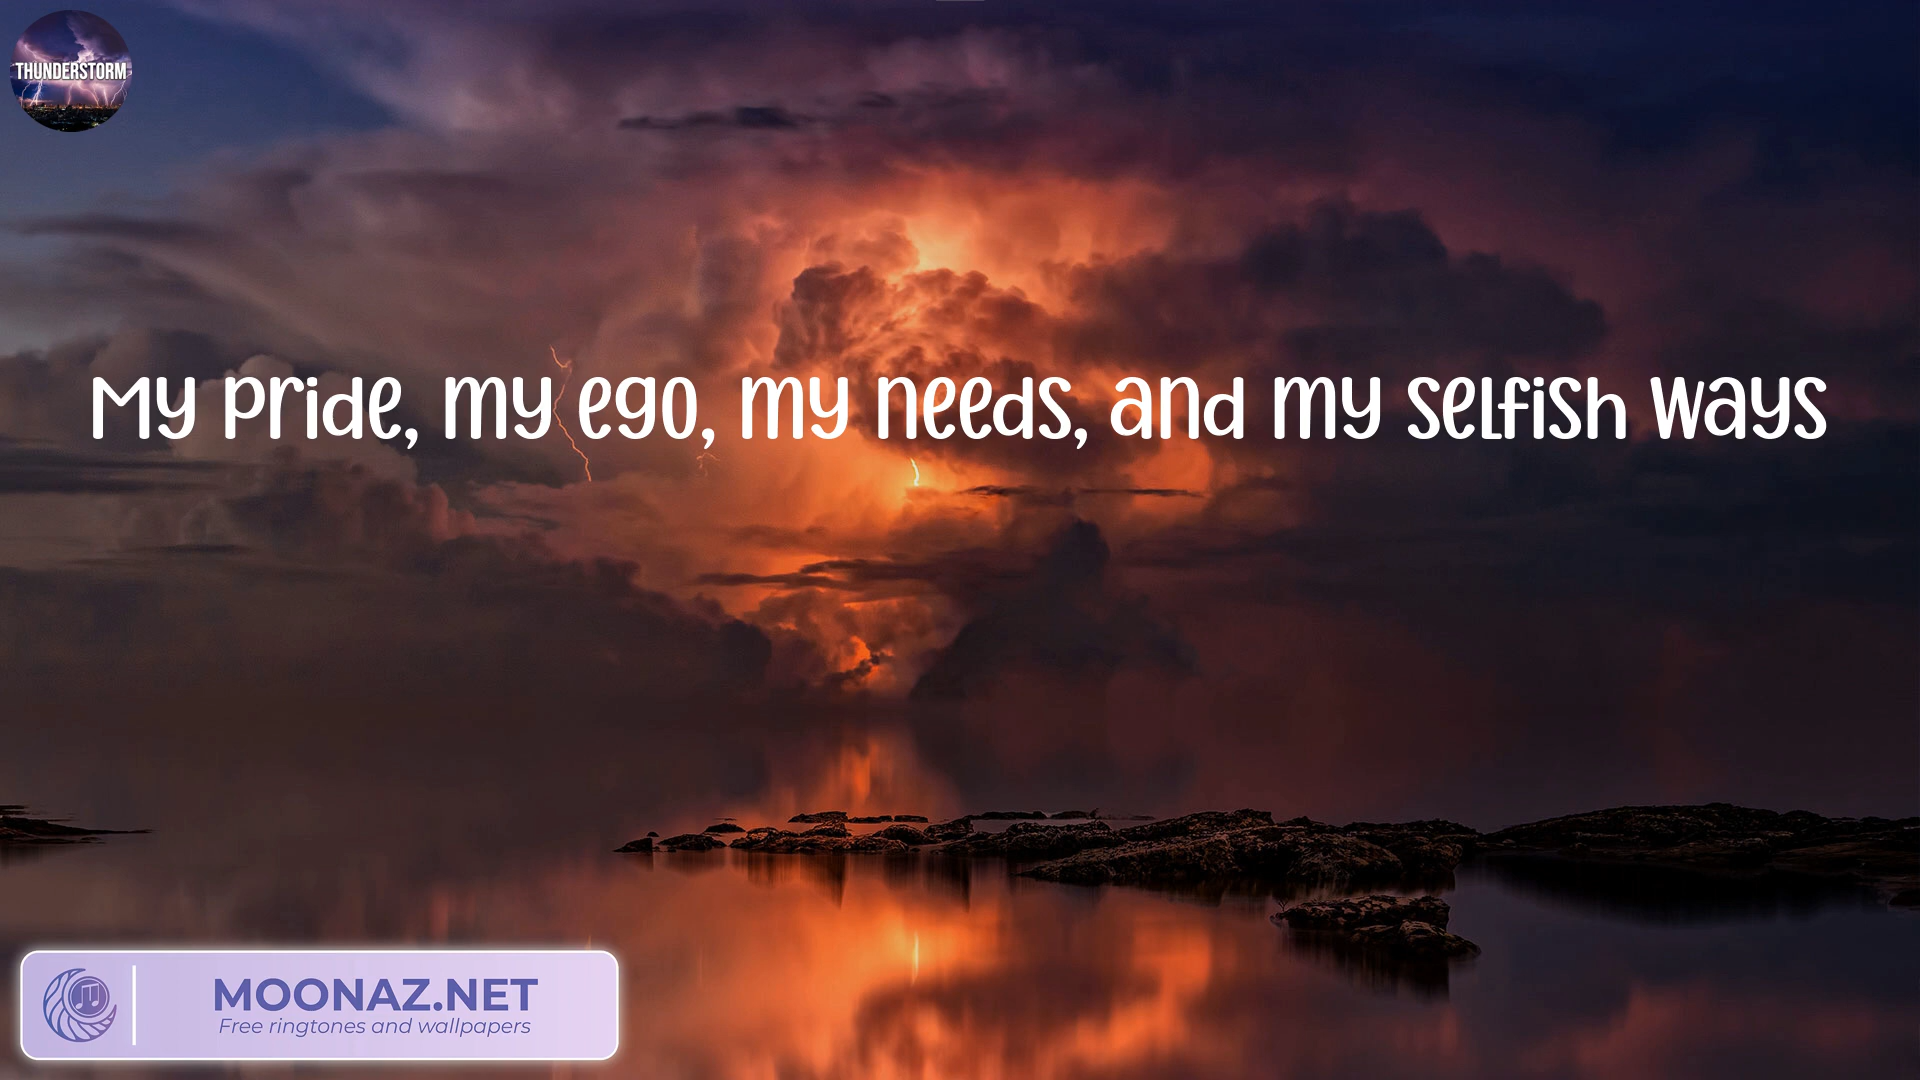 THUNDERSTORM
My pride, my ego, my needs, and my selfish ways
MOONAZ.NET
Free ringtones and wallpapers